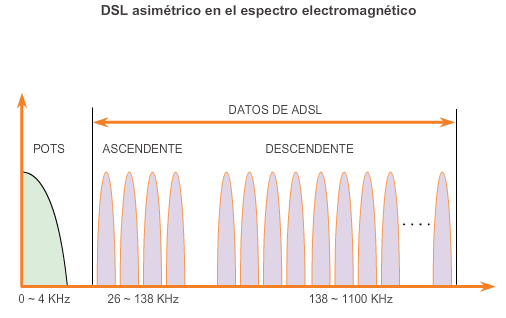 DSL asimétrico en el espectro electromagnético
DATOS DE ADSL
POTS ASCENDENTE DESCENDENTE
. . . .
0 ~ 4 KHz 26 ~ 138 KHz 138 ~ 1100 KHz